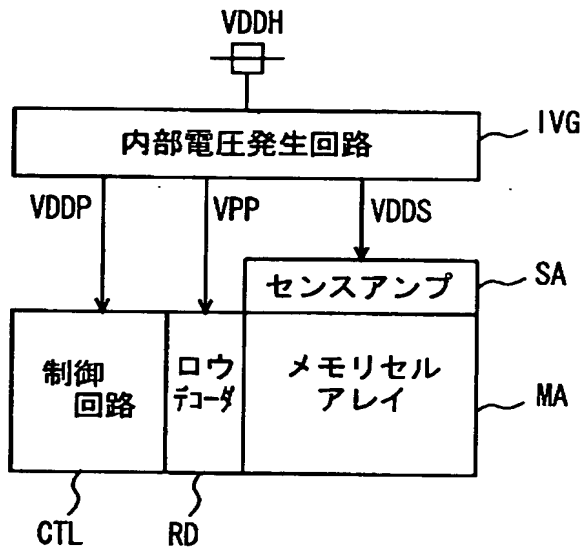 VDDH
内部電圧発生回路
IVG
VDDP
VPP
VDDS
センスアンプ
SA
制御
回路
ロウ
デコーダ
メモリセル
アレイ
MA
CTL
RD